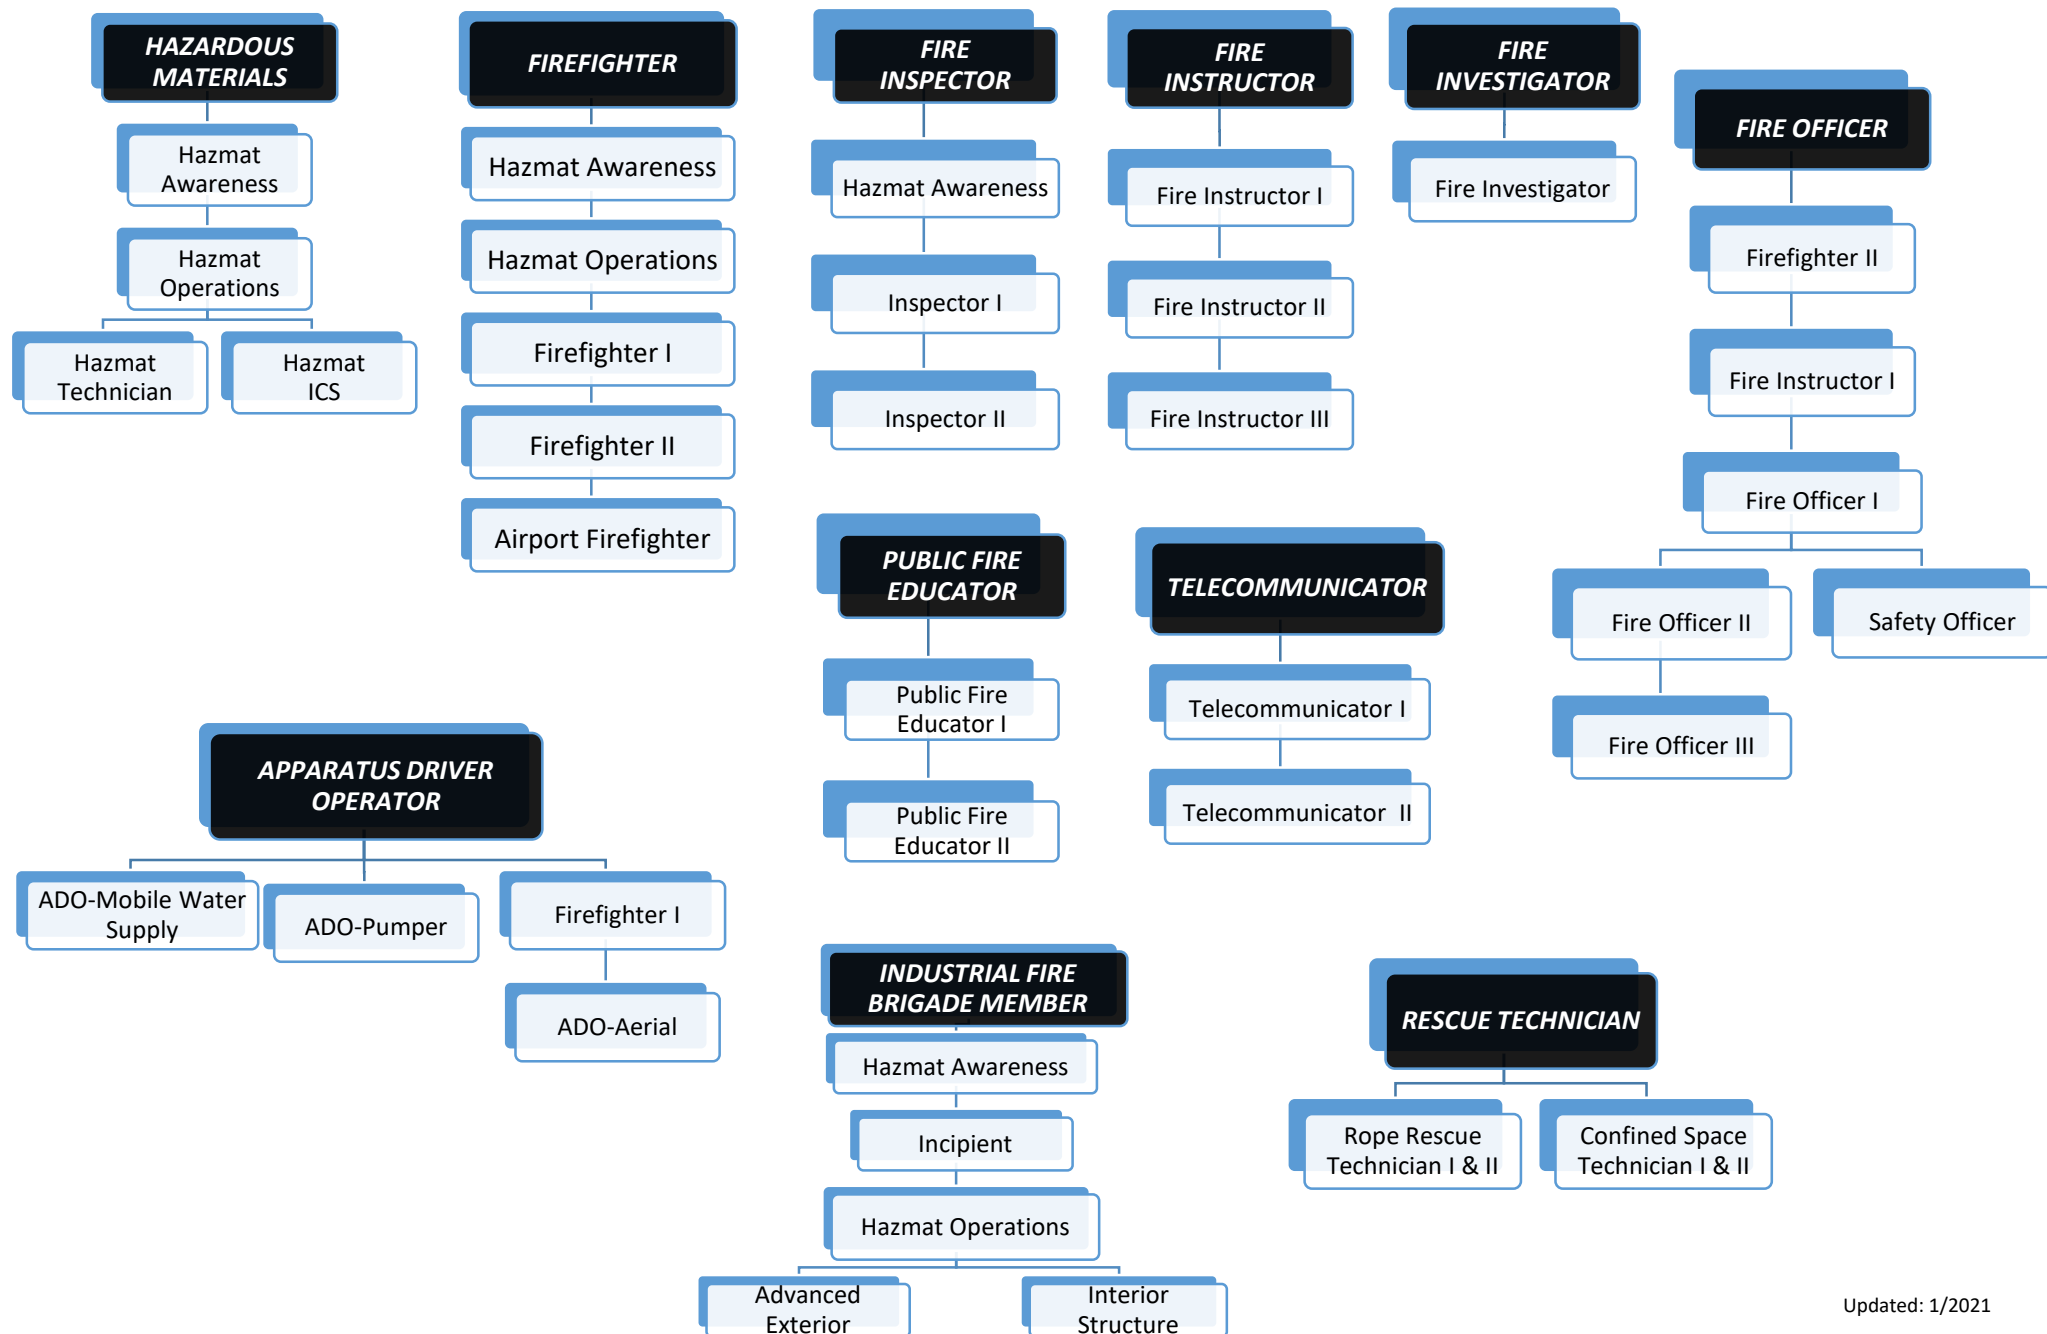 HAZARDOUS
MATERIALS
Hazmat
Awareness
Hazmat
Operations
Hazmat
Technician
Hazmat
ICS
FIREFIGHTER
Hazmat Awareness
Hazmat Operations
Firefighter I
Firefighter II
Airport Firefighter
FIRE
INSPECTOR
Hazmat Awareness
Inspector I
Inspector II
FIRE
INSTRUCTOR
Fire Instructor I
Fire Instructor II
Fire Instructor III
FIRE
INVESTIGATOR
Fire Investigator
FIRE OFFICER
Firefighter II
Fire Instructor I
Fire Officer I
Fire Officer II
Safety Officer
Fire Officer III
PUBLIC FIRE
EDUCATOR
Public Fire
Educator I
Public Fire
Educator II
TELECOMMUNICATOR
Telecommunicator I
Telecommunicator II
APPARATUS DRIVER
OPERATOR
ADO-Mobile Water
Supply
ADO-Pumper
Firefighter I
ADO-Aerial
INDUSTRIAL FIRE
BRIGADE MEMBER
Hazmat Awareness
Incipient
Hazmat Operations
Advanced
Exterior
Interior
Structure
RESCUE TECHNICIAN
Rope Rescue
Technician I & II
Confined Space
Technician I & II
Updated: 1/2021